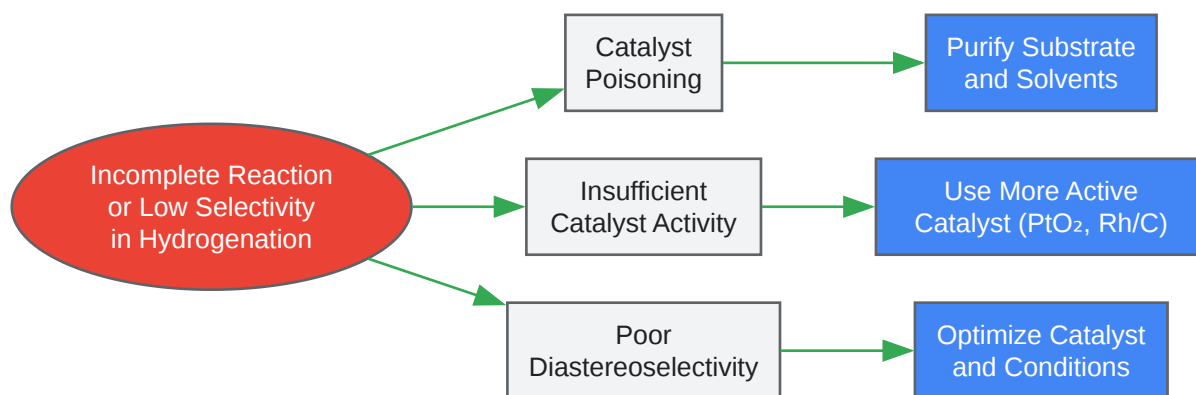 Incomplete Reaction
or Low Selectivity
in Hydrogenation
Catalyst
Poisoning
Purify Substrate
and Solvents
Insufficient
Catalyst Activity
Use More Active
Catalyst (PtO₂, Rh/C)
Poor
Diastereoselectivity
Optimize Catalyst
and Conditions